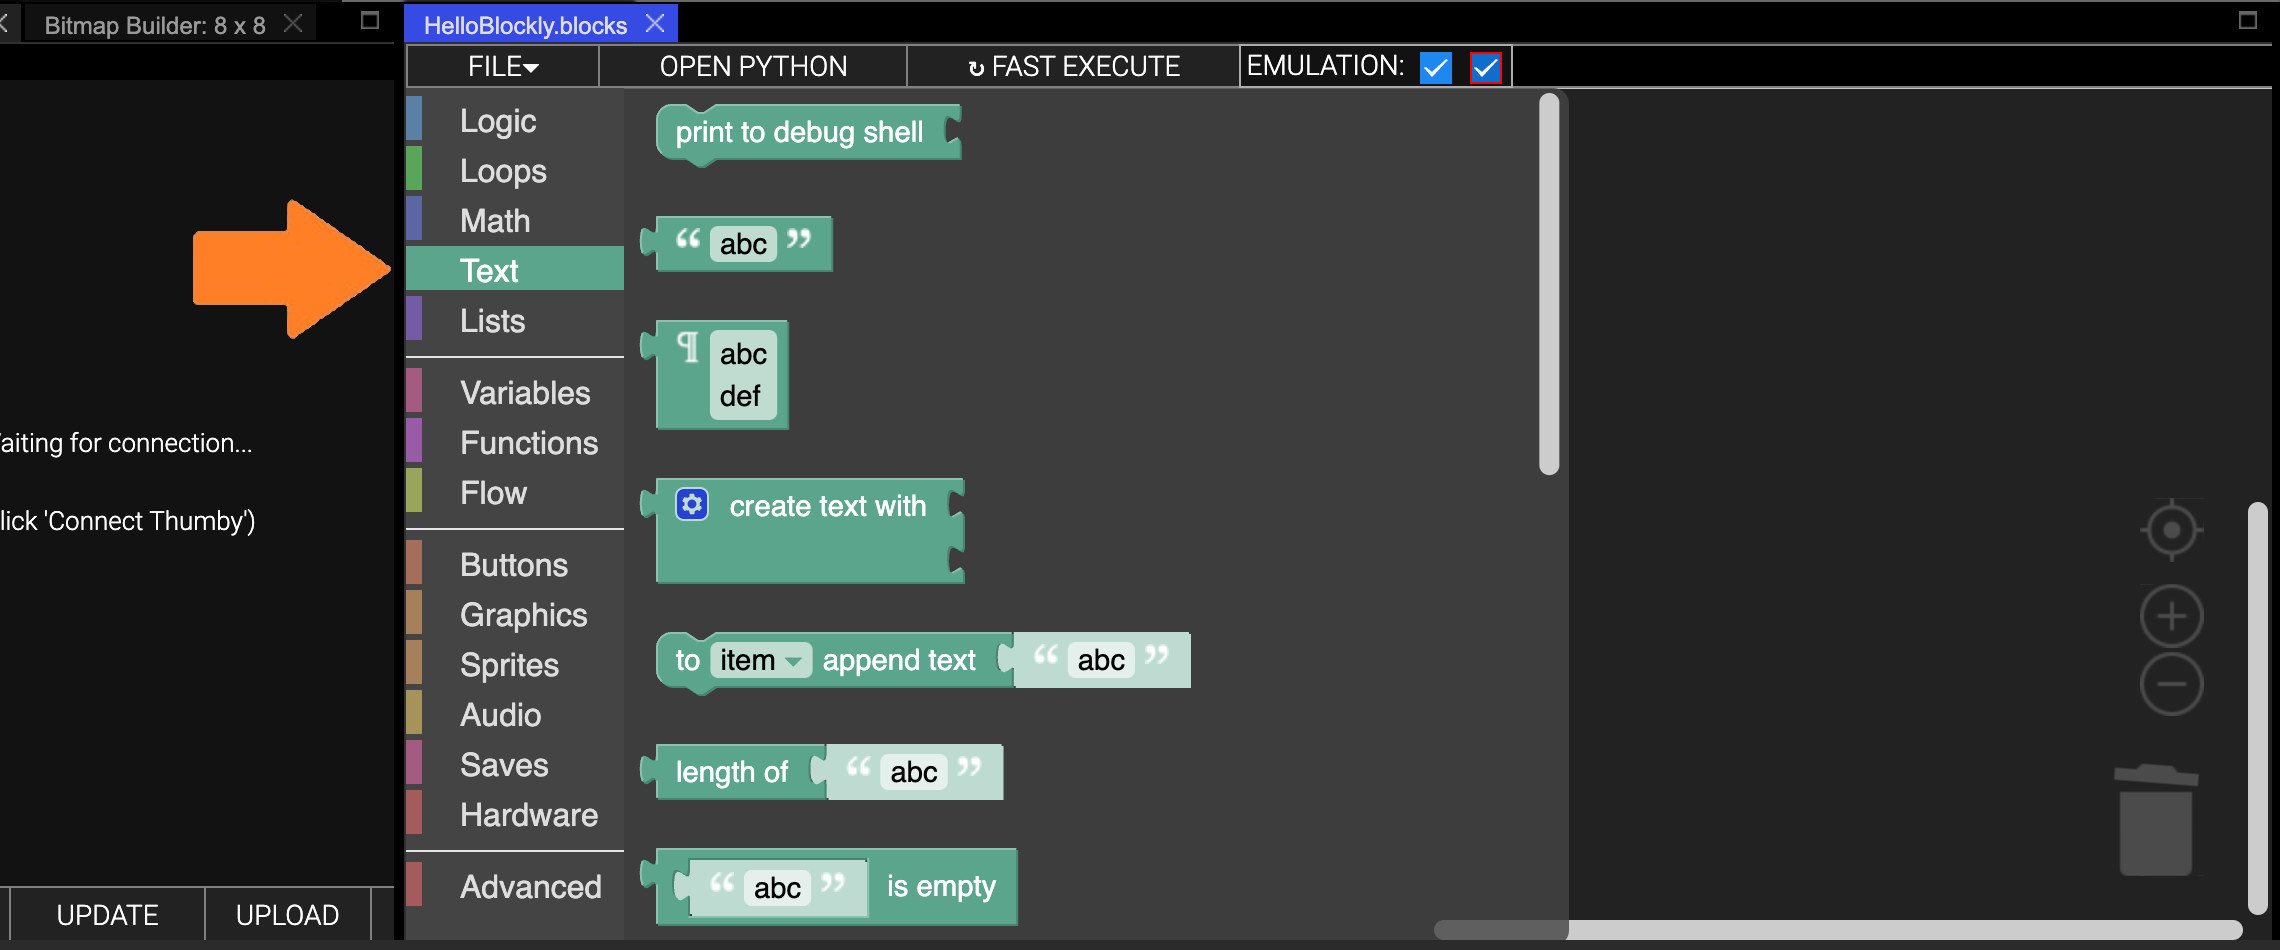 Bitmap Builder: 8 x 8
HelloBlockly.blocks
FILE
OPEN PYTHON
FAST EXECUTE
EMULATION:
Logic
Loops
Math
Text
Lists
Variables
Functions
Flow
Buttons
Graphics
Sprites
Audio
Saves
Hardware
Advanced
print to debug shell
“ abc ”
¶ abc
def
create text with
to item append text “ abc ”
length of “ abc ”
“ abc ” is empty
aiting for connection...
lick 'Connect Thumby')
UPDATE
UPLOAD